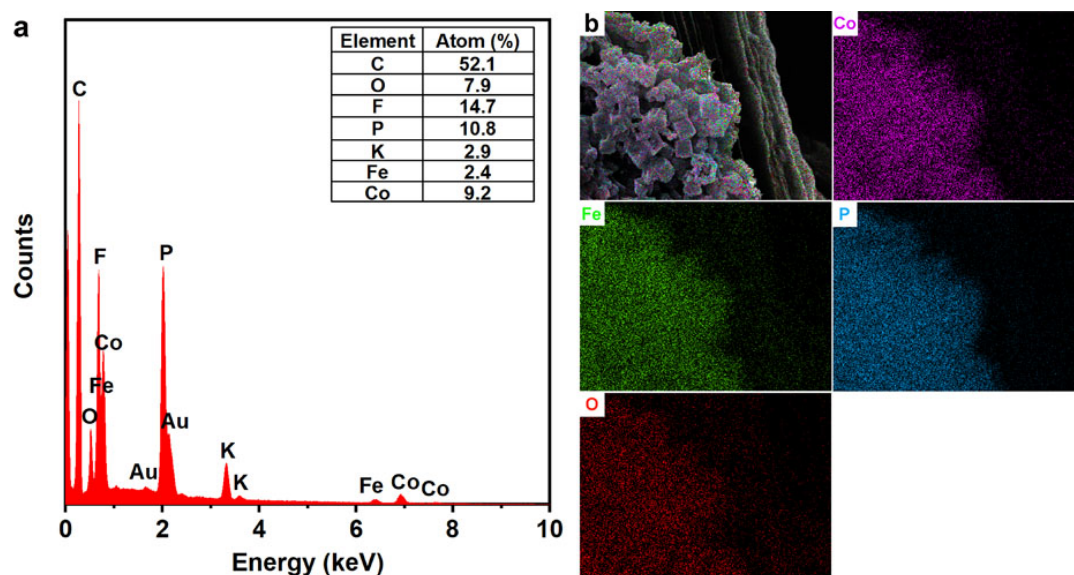 a
Element Atom (%)
C 52.1
O 7.9
F 14.7
P 10.8
K 2.9
Fe 2.4
Co 9.2
C
F
P
Co
Fe
O
Au
Au
K
K
Fe
Co
Co
Counts
0 2 4 6 8 10
Energy (keV)
b
Co
Fe
P
O